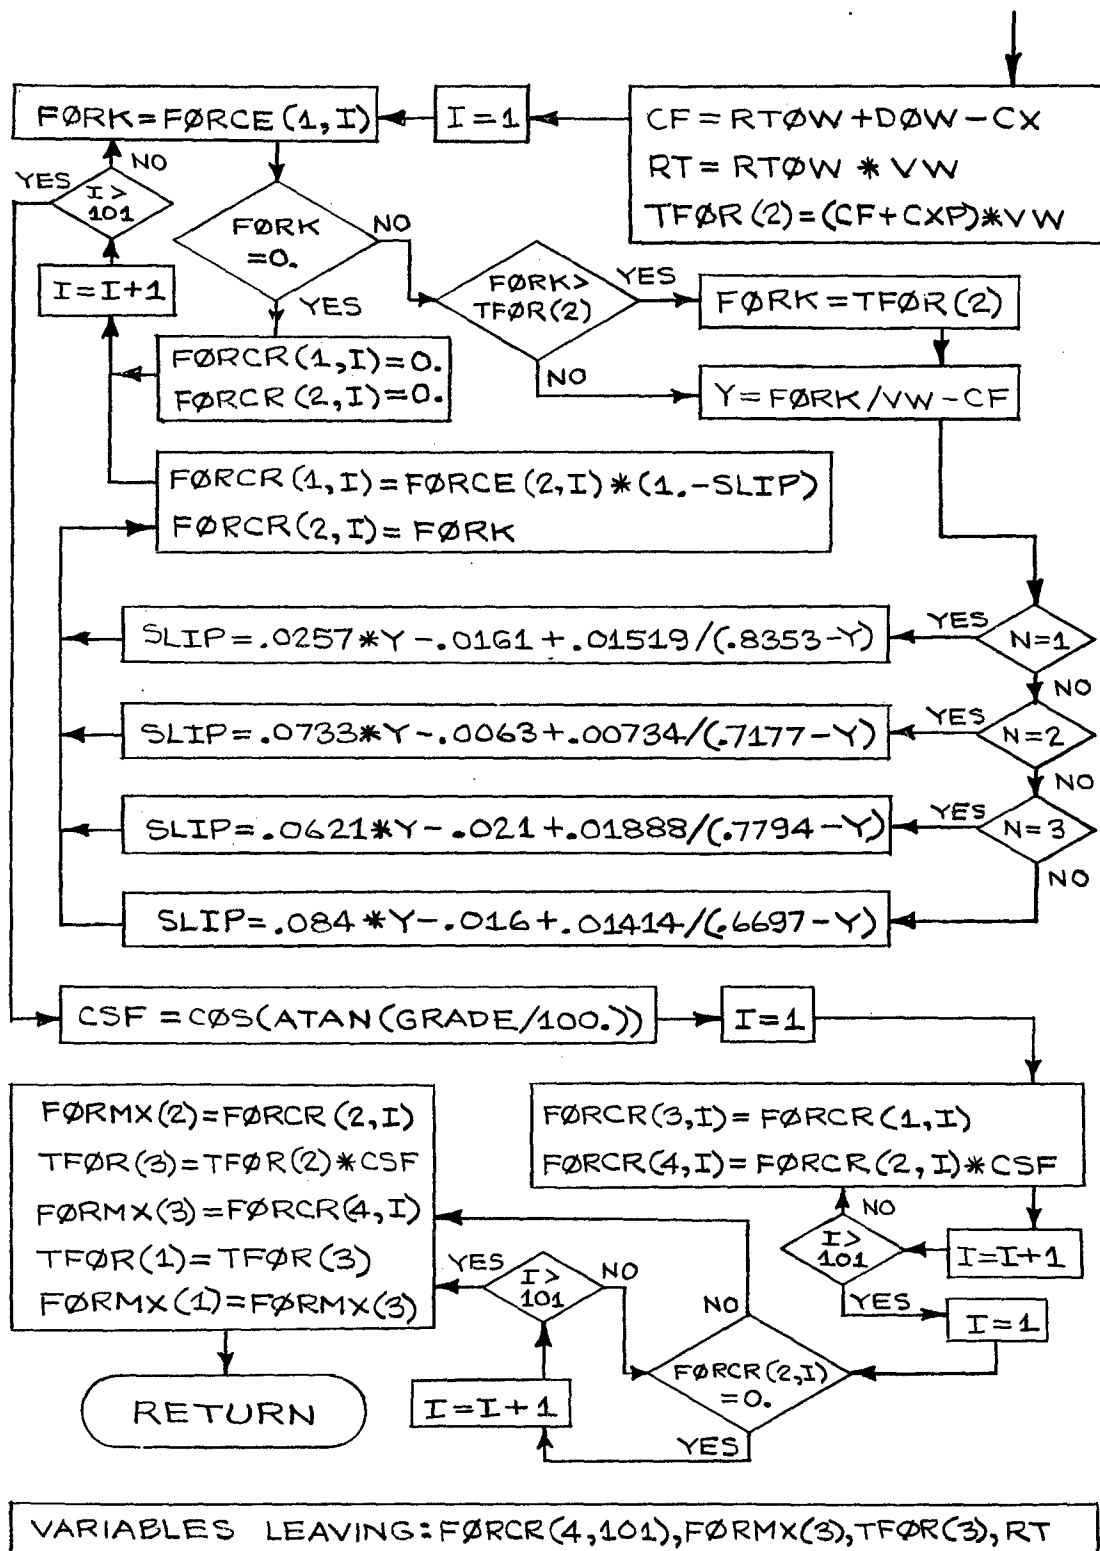 CF = RTØW + DØW - CX
RT = RTØW * VW
TFØR(2) = (CF + CXP) * VW
I = 1
FØRK = FØRCE (1, I)
NO
YES
I >
101
I = I + 1
FØRK
= 0.
NO
YES
FØRCR (1, I) = 0.
FØRCR (2, I) = 0.
FØRK >
TFØR(2)
YES
NO
FØRK = TFØR(2)
Y = FØRK / VW - CF
FØRCR (1, I) = FØRCE (2, I) * (1. - SLIP)
FØRCR (2, I) = FØRK
SLIP = .0257 * Y - .0161 + .01519 / (.8353 - Y)
YES
N = 1
NO
SLIP = .0733 * Y - .0063 + .00734 / (.7177 - Y)
YES
N = 2
NO
SLIP = .0621 * Y - .021 + .01888 / (.7794 - Y)
YES
N = 3
NO
SLIP = .084 * Y - .016 + .01414 / (.6697 - Y)
CSF = CØS (ATAN (GRADE / 100.))
I = 1
FØRCR (3, I) = FØRCR (1, I)
FØRCR (4, I) = FØRCR (2, I) * CSF
I = I + 1
NO
I >
101
YES
I = 1
FØRCR (2, I)
= 0.
NO
YES
I = I + 1
I >
101
YES
NO
FØRMX (2) = FØRCR (2, I)
TFØR (3) = TFØR (2) * CSF
FØRMX (3) = FØRCR (4, I)
TFØR (1) = TFØR (3)
FØRMX (1) = FØRMX (3)
RETURN
VARIABLES LEAVING: FØRCR (4, 101), FØRMX (3), TFØR (3), RT